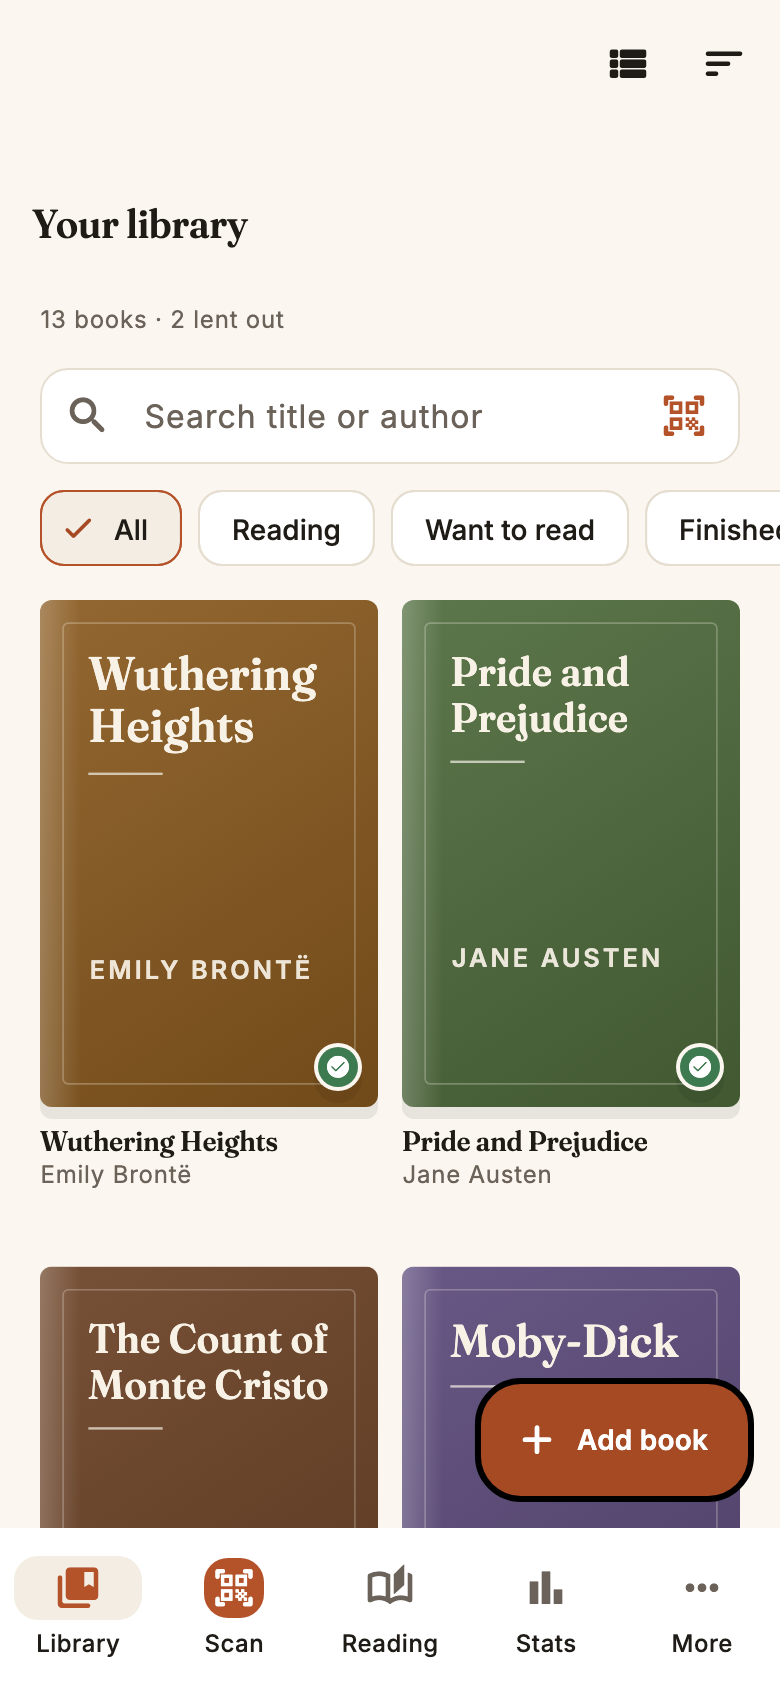 Your library
13 books · 2 lent out
Search title or author
All
Reading
Want to read
Finished
Wuthering
Heights
EMILY BRONTË
Pride and
Prejudice
JANE AUSTEN
Wuthering Heights
Emily Brontë
Pride and Prejudice
Jane Austen
The Count of
Monte Cristo
Moby-Dick
Add book
Library
Scan
Reading
Stats
More